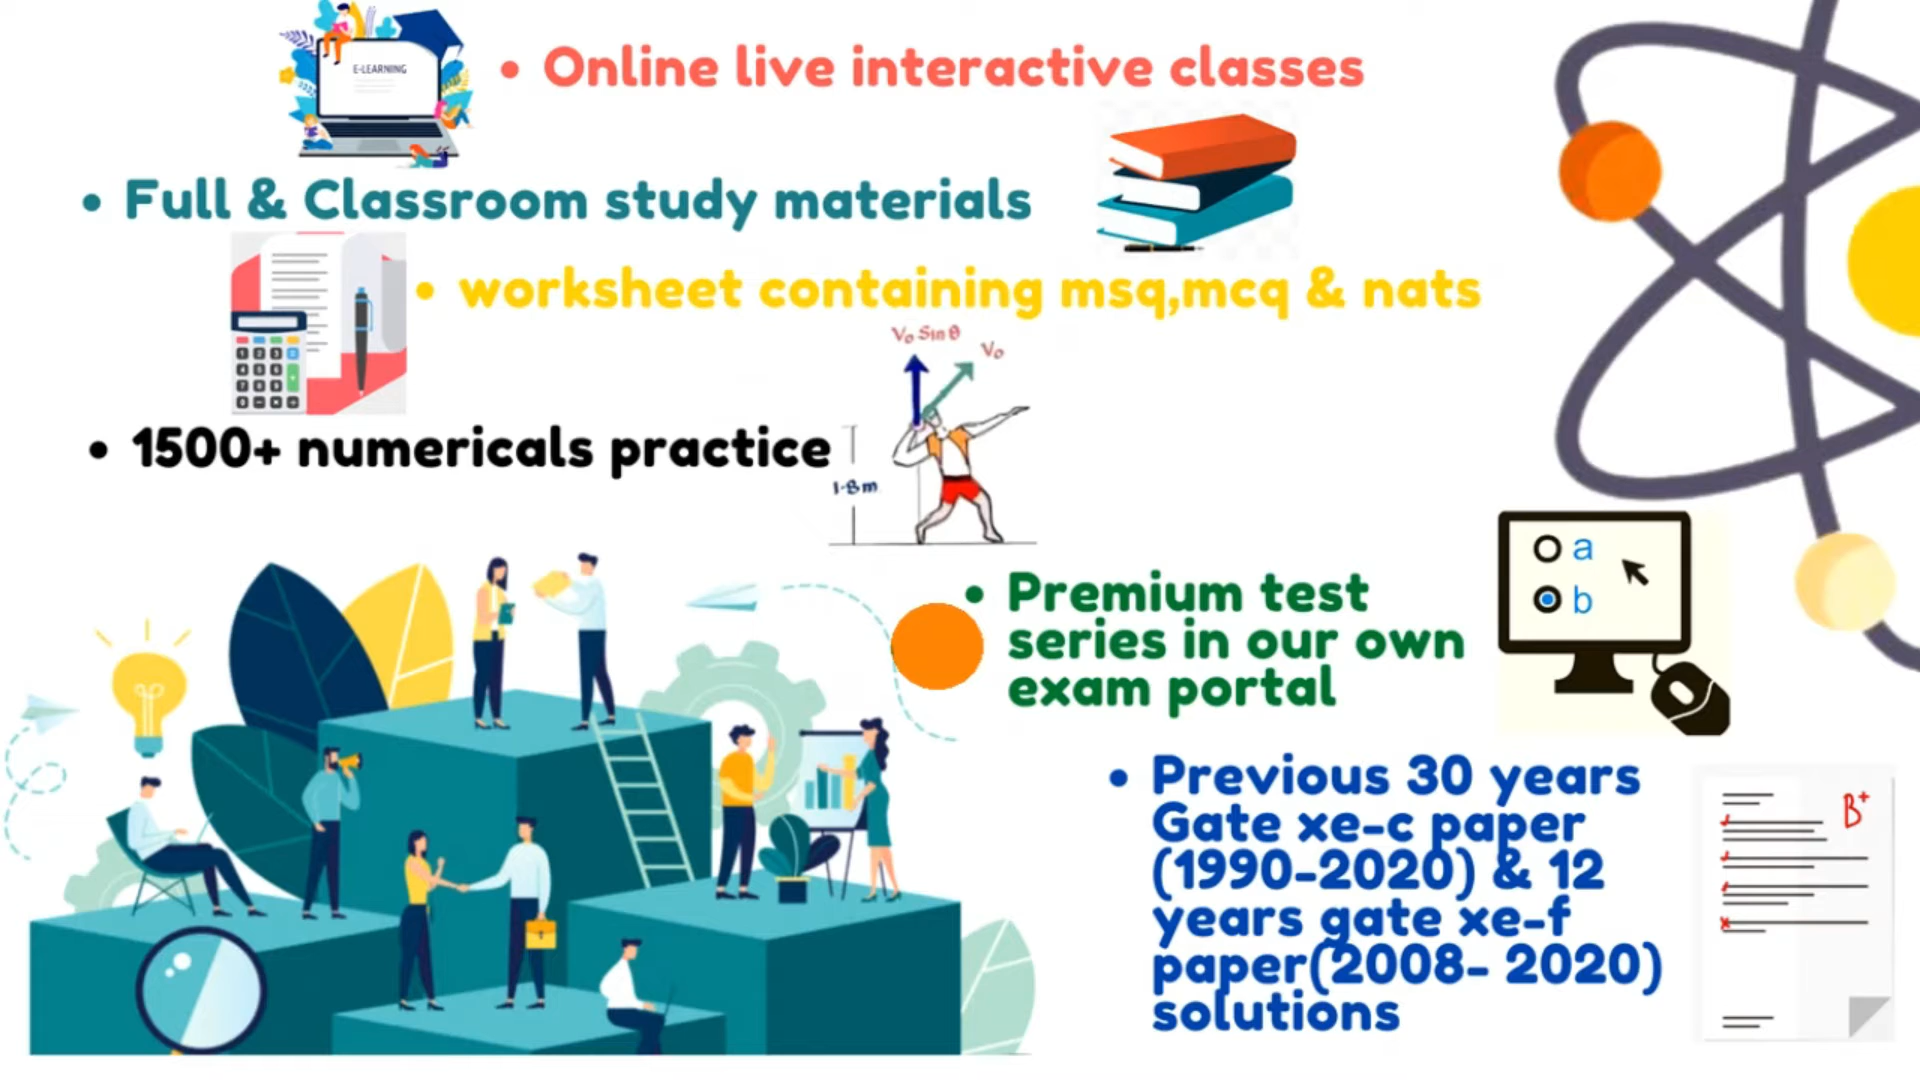 E-LEARNING
• Online live interactive classes
• Full & Classroom study materials
• worksheet containing msq,mcq & nats
V₀ Sin θ
V₀
• 1500+ numericals practice
1·8m
• Premium test
series in our own
exam portal
a
b
• Previous 30 years
Gate xe-c paper
(1990-2020) & 12
years gate xe-f
paper(2008- 2020)
solutions
B+